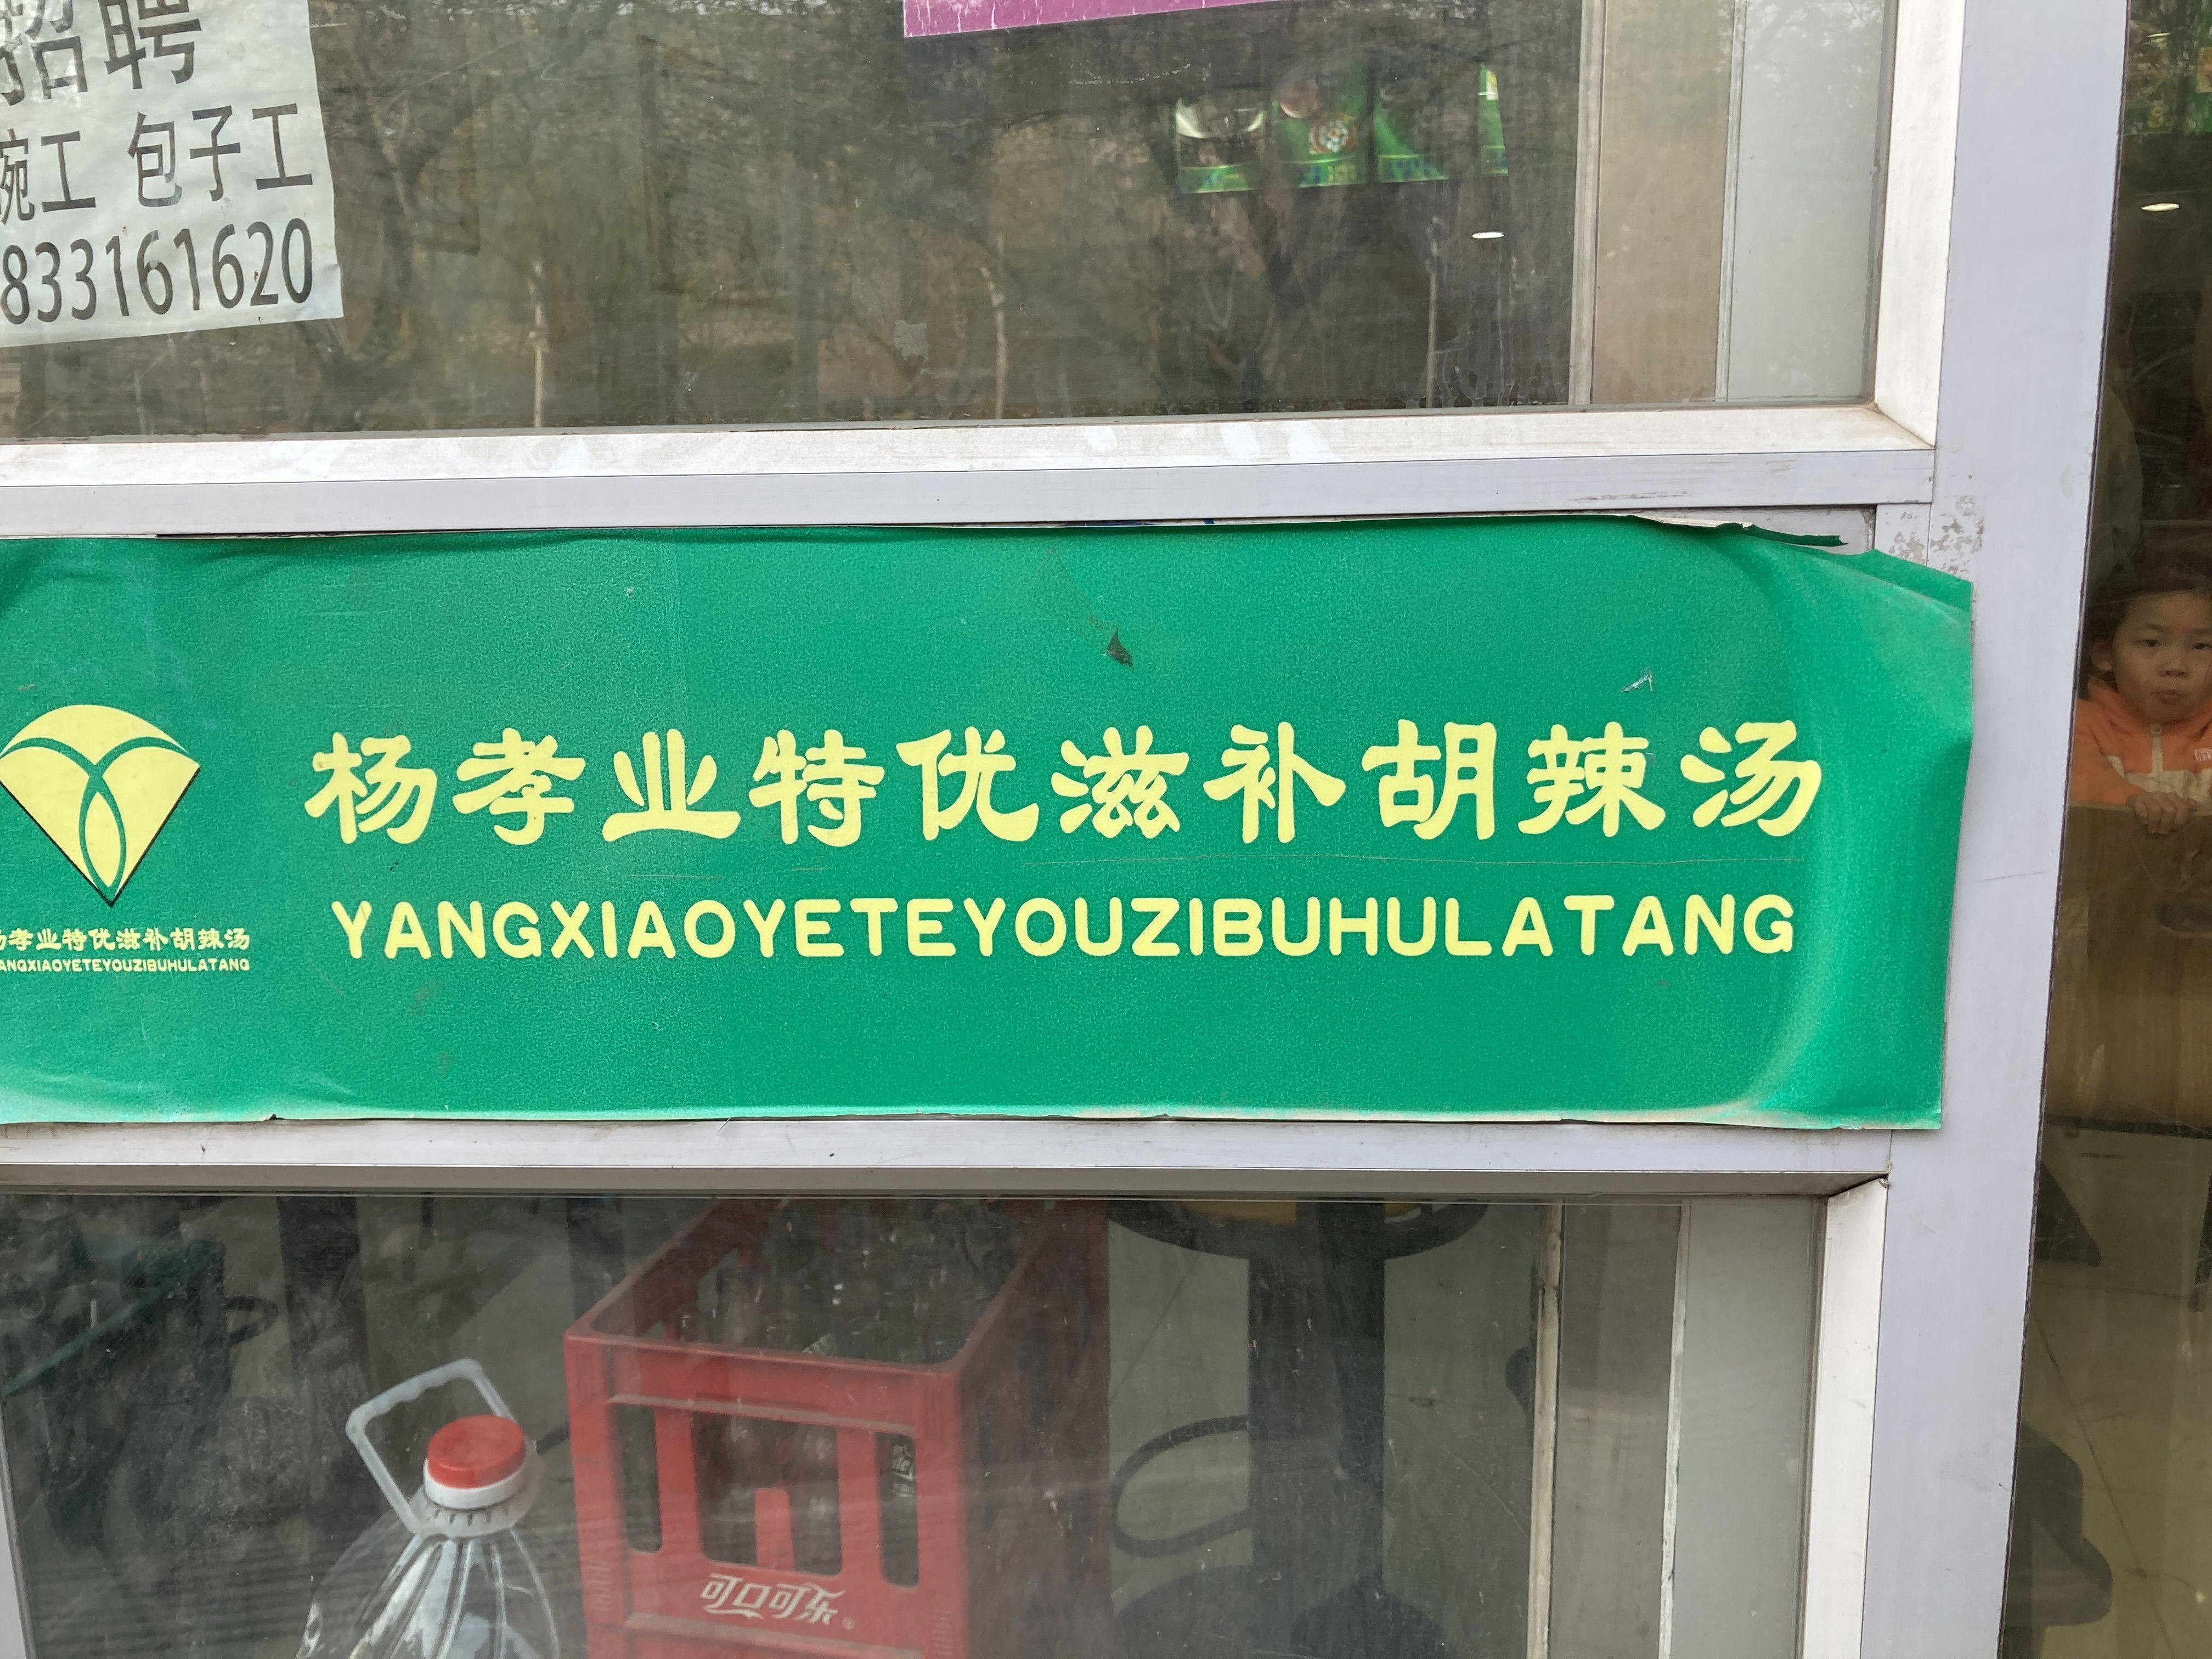 招聘
碗工 包子工
833161620
杨孝业特优滋补胡辣汤
YANGXIAOYETEYOUZIBUHULATANG
孝业特优滋补胡辣汤
ANGXIAOYETEYOUZIBUHULATANG
可口可乐